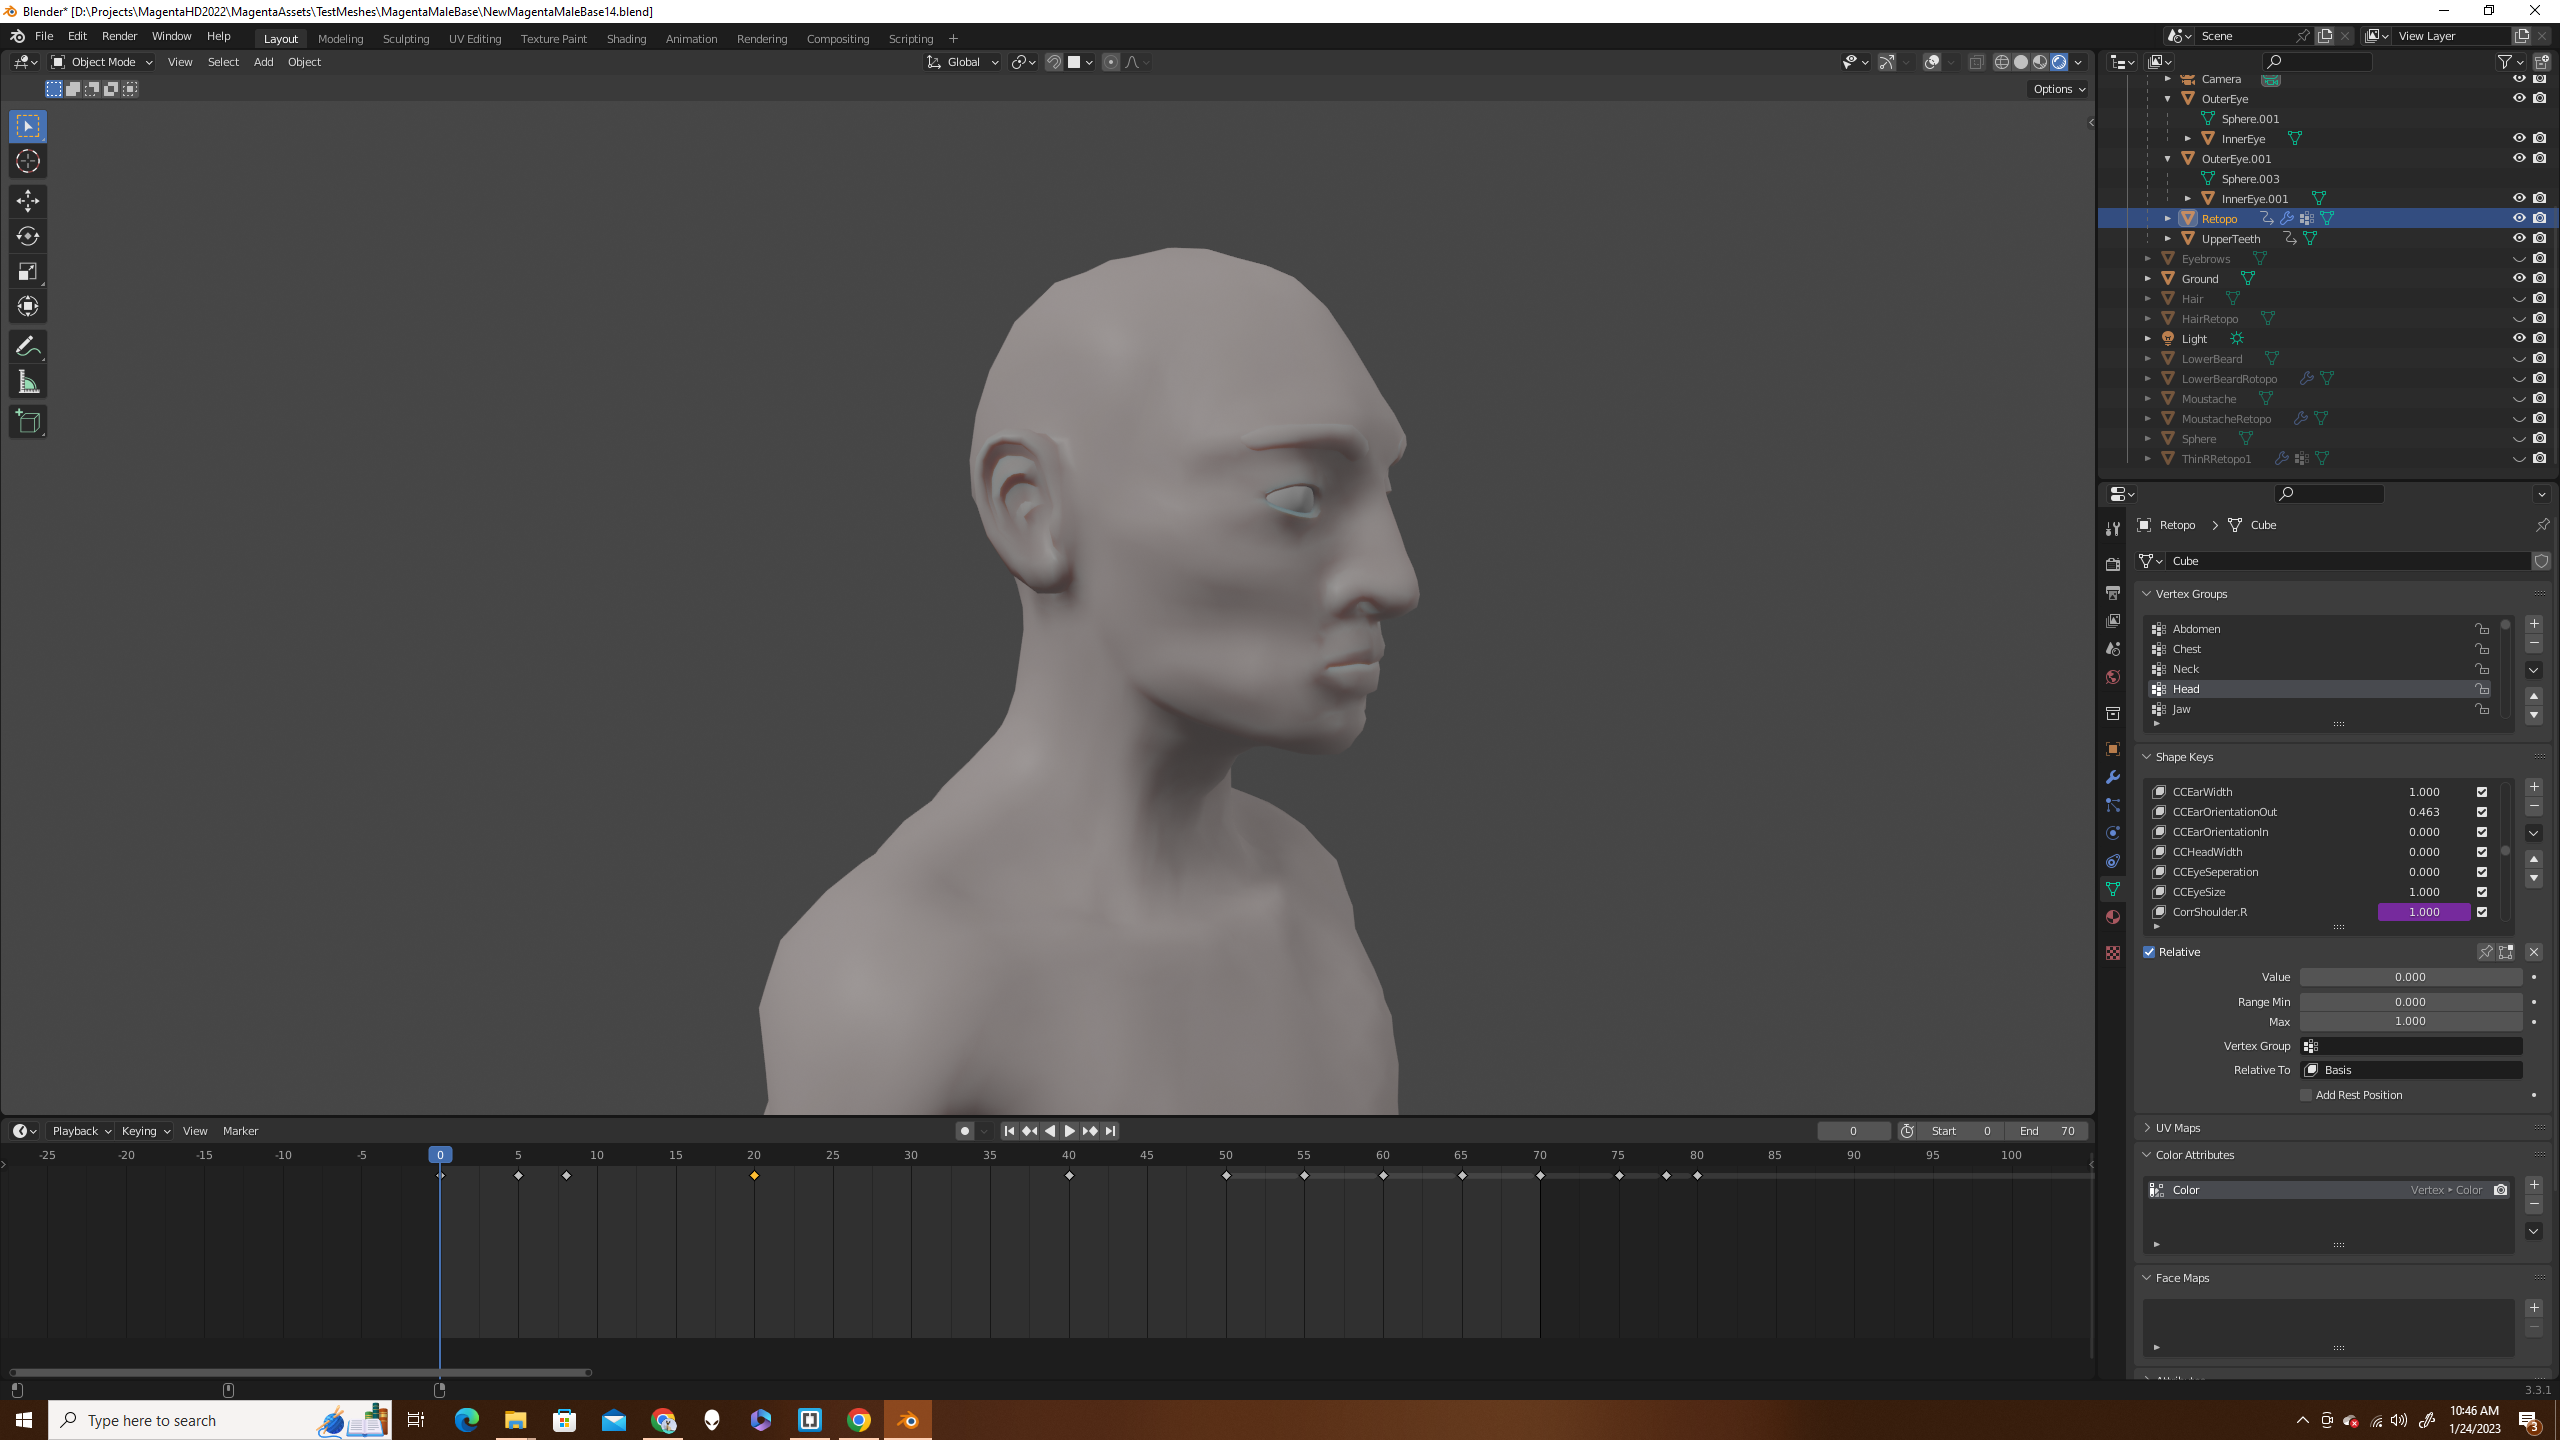 Blender* [D:\Projects\MagentaHD2022\MagentaAssets\TestMeshes\MagentaMaleBase\NewMagentaMaleBase14.blend]
File Edit Render Window Help Layout Modeling Sculpting UV Editing Texture Paint Shading Animation Rendering Compositing Scripting + Scene View Layer
Object Mode View Select Add Object Global
Options
Camera
OuterEye
Sphere.001
InnerEye
OuterEye.001
Sphere.003
InnerEye.001
Retopo
UpperTeeth
Eyebrows
Ground
Hair
HairRetopo
Light
LowerBeard
LowerBeardRotopo
Moustache
MoustacheRetopo
Sphere
ThinRRetopo1
Retopo > Cube
Cube
Vertex Groups
Abdomen
Chest
Neck
Head
Jaw
Shape Keys
CCEarWidth 1.000
CCEarOrientationOut 0.463
CCEarOrientationIn 0.000
CCHeadWidth 0.000
CCEyeSeperation 0.000
CCEyeSize 1.000
CorrShoulder.R 1.000
Relative
Value 0.000
Range Min 0.000
Max 1.000
Vertex Group
Relative To Basis
Add Rest Position
UV Maps
Color Attributes
Color Vertex ▸ Color
Face Maps
Playback Keying View Marker 0 Start 0 End 70
-25 -20 -15 -10 -5 0 5 10 15 20 25 30 35 40 45 50 55 60 65 70 75 80 85 90 95 100
3.3.1
Type here to search
10:46 AM
1/24/2023
3